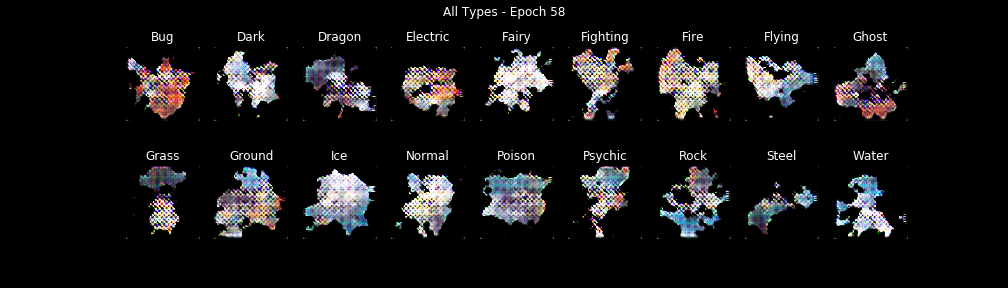 All Types - Epoch 58
Bug Dark Dragon Electric Fairy Fighting Fire Flying Ghost
Grass Ground Ice Normal Poison Psychic Rock Steel Water